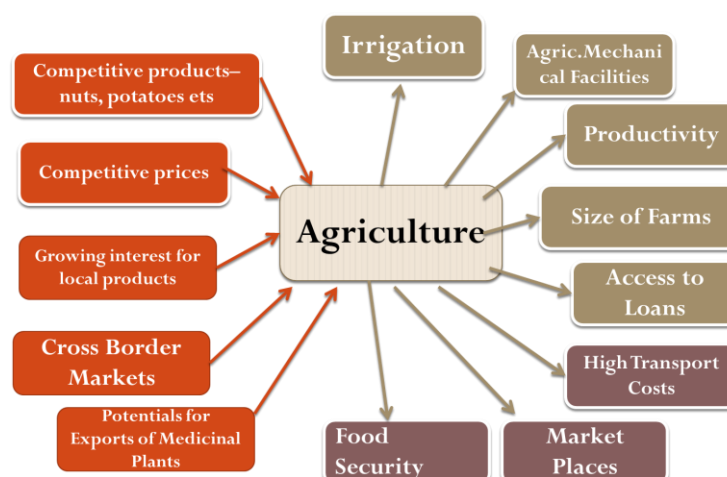 Competitive products–
nuts, potatoes ets
Competitive prices
Growing interest for
local products
Cross Border
Markets
Potentials for
Exports of Medicinal
Plants
Agriculture
Irrigation
Agric.Mechani
cal Facilities
Productivity
Size of Farms
Access to
Loans
High Transport
Costs
Market
Places
Food
Security